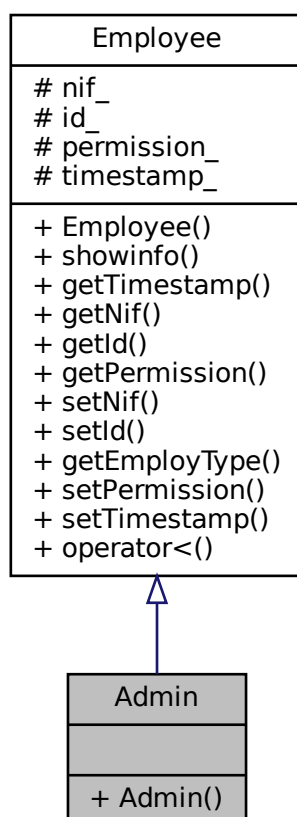 Employee
# nif_
# id_
# permission_
# timestamp_
+ Employee()
+ showinfo()
+ getTimestamp()
+ getNif()
+ getId()
+ getPermission()
+ setNif()
+ setId()
+ getEmployType()
+ setPermission()
+ setTimestamp()
+ operator<()
Admin
+ Admin()